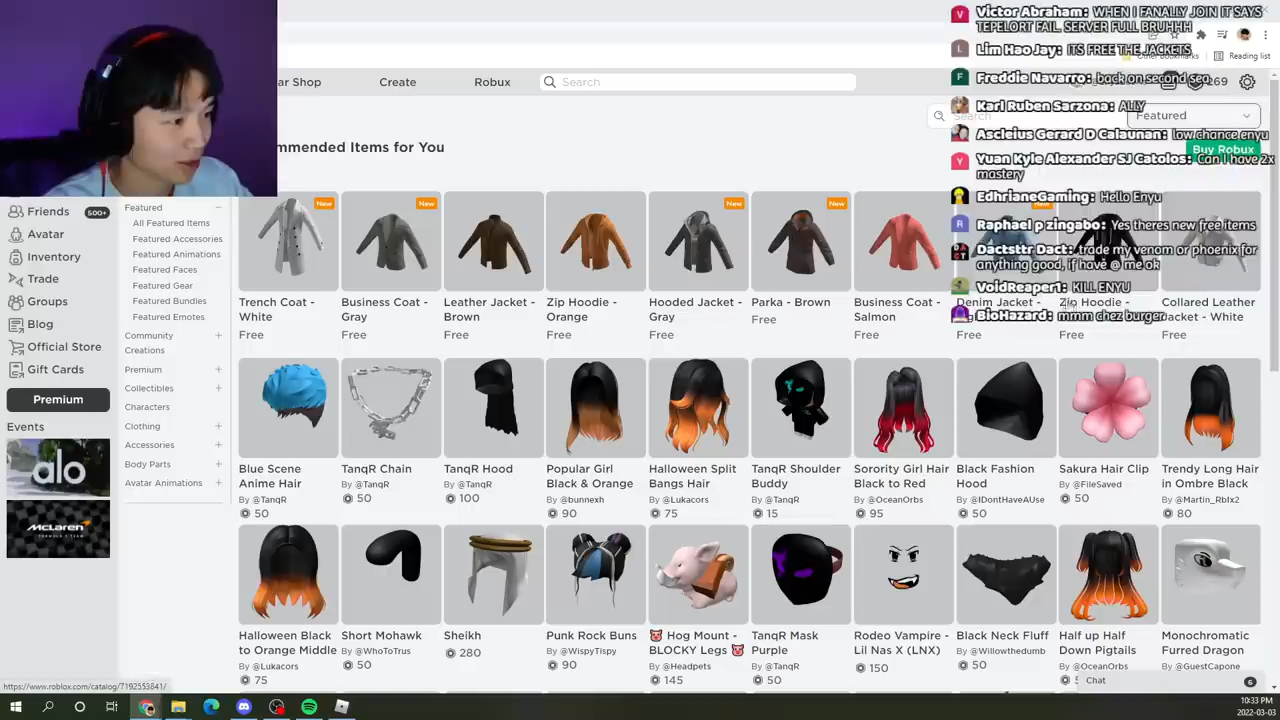 Victor Abraham: WHEN I FANALLY JOIN IT SAYS
TEPELORT FAIL SERVER FULL BRUHHH
Lim Hao Jay: ITS FREE THE JACKETS
Other bookmarks
Reading list
Freddie Navarro: back on second sea
ar Shop
Create
Robux
Search
269
Karl Ruben Sarzona: ALLY
Search
Featured
Ascleius Gerard D Calaunan: low chance enyu
mmended Items for You
Buy Robux
Yuan Kyle Alexander SJ Catolos: Can I have 2x
mastery
EdhrianeGaming: Hello Enyu
Raphael p zingabo: Yes theres new free items
Dactsttr Dact: trade my venom or phoenix for
anything good, if have @ me ok
VoidReaper1: KILL ENYU
BioHazard: mmm chez burger
Friends
500+
Avatar
Inventory
Trade
Groups
Blog
Official Store
Gift Cards
Premium
Events
alo
McLaren
FORMULA 1 TEAM
Featured
All Featured Items
Featured Accessories
Featured Animations
Featured Faces
Featured Gear
Featured Bundles
Featured Emotes
Community
Creations
Premium
Collectibles
Characters
Clothing
Accessories
Body Parts
Avatar Animations
New
New
New
New
New
Trench Coat -
White
Free
Business Coat -
Gray
Free
Leather Jacket -
Brown
Free
Zip Hoodie -
Orange
Free
Hooded Jacket -
Gray
Free
Parka - Brown
Free
Business Coat -
Salmon
Free
Denim Jacket -
Free
Zip Hoodie -
Free
Collared Leather
Jacket - White
Free
Blue Scene
Anime Hair
By @TanqR
50
TanqR Chain
By @TanqR
50
TanqR Hood
By @TanqR
100
Popular Girl
Black & Orange
By @bunnexh
90
Halloween Split
Bangs Hair
By @Lukacors
75
TanqR Shoulder
Buddy
By @TanqR
15
Sorority Girl Hair
Black to Red
By @OceanOrbs
95
Black Fashion
Hood
By @IDontHaveAUse
50
Sakura Hair Clip
By @FileSaved
50
Trendy Long Hair
in Ombre Black
By @Martin_Rblx2
80
Halloween Black
to Orange Middle
By @Lukacors
75
Short Mohawk
By @WhoToTrus
50
Sheikh
280
Punk Rock Buns
By @WispyTispy
90
🐷 Hog Mount -
BLOCKY Legs 🐷
By @Headpets
145
TanqR Mask
Purple
By @TanqR
50
Rodeo Vampire -
Lil Nas X (LNX)
150
Black Neck Fluff
By @Willowthedumb
50
Half up Half
Down Pigtails
By @OceanOrbs
Monochromatic
Furred Dragon
By @GuestCapone
Chat
6
https://www.roblox.com/catalog/7192553841/
10:33 PM
2022-03-03